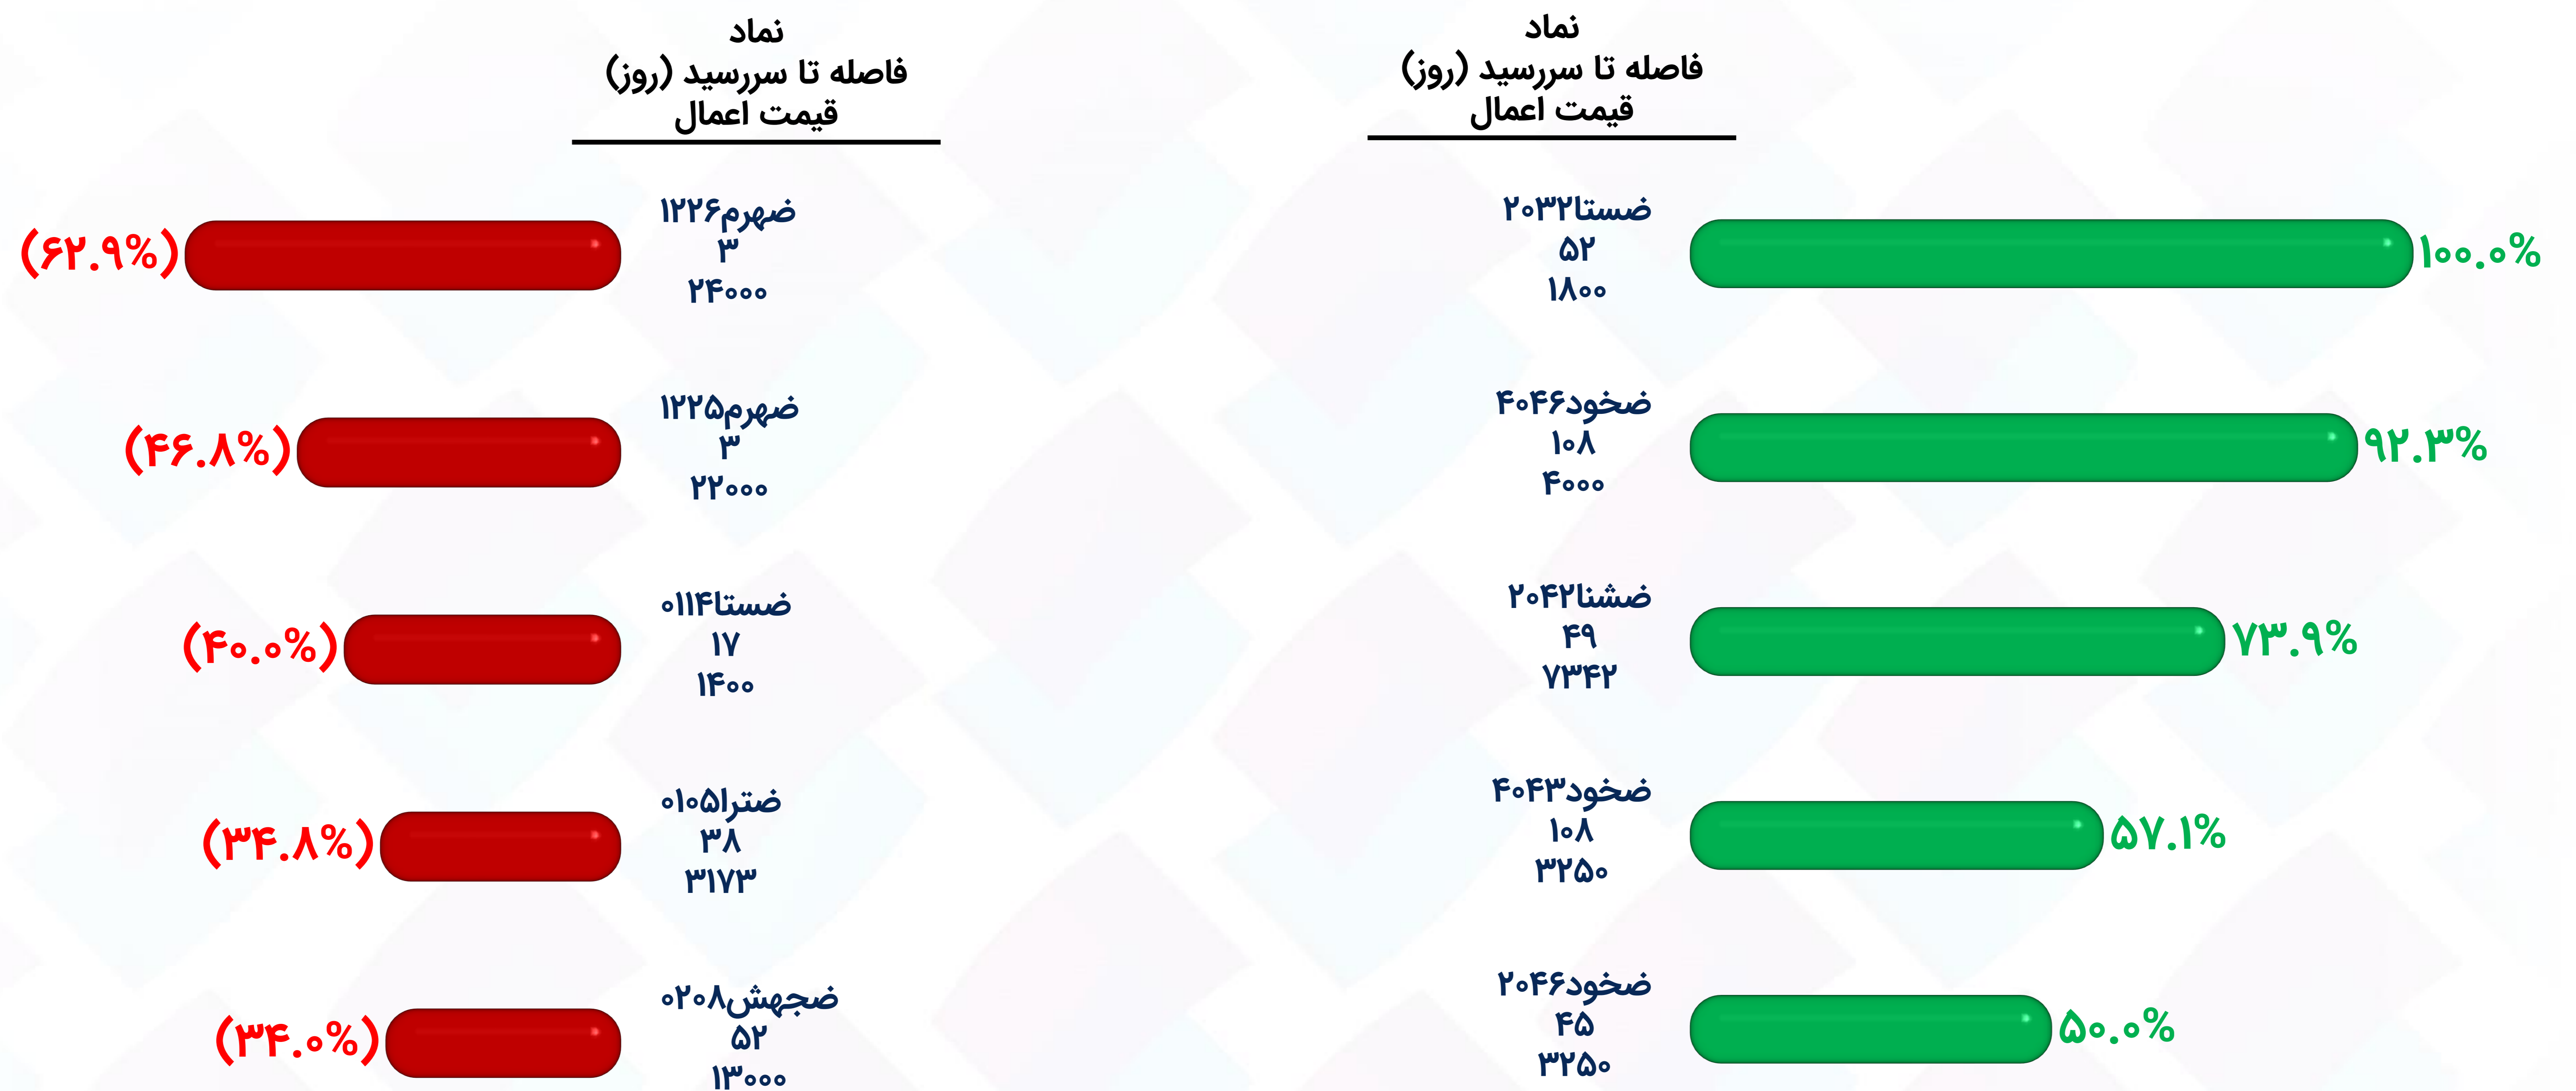 نماد
فاصله تا سررسید (روز)
قیمت اعمال
ضستا۲۰۳۲
۵۲
۱۸۰۰
۱۰۰.۰%
ضخود۴۰۴۶
۱۰۸
۴۰۰۰
۹۲.۳%
ضشنا۲۰۴۲
۴۹
۷۳۴۲
۷۳.۹%
ضخود۴۰۴۳
۱۰۸
۳۲۵۰
۵۷.۱%
ضخود۲۰۴۶
۴۵
۳۲۵۰
۵۰.۰%
نماد
فاصله تا سررسید (روز)
قیمت اعمال
ضهرم۱۲۲۶
۳
۲۴۰۰۰
(۶۲.۹%)
ضهرم۱۲۲۵
۳
۲۲۰۰۰
(۴۶.۸%)
ضستا۰۱۱۴
۱۷
۱۴۰۰
(۴۰.۰%)
ضترا۰۱۰۵
۳۸
۳۱۷۳
(۳۴.۸%)
ضجهش۰۲۰۸
۵۲
۱۳۰۰۰
(۳۴.۰%)